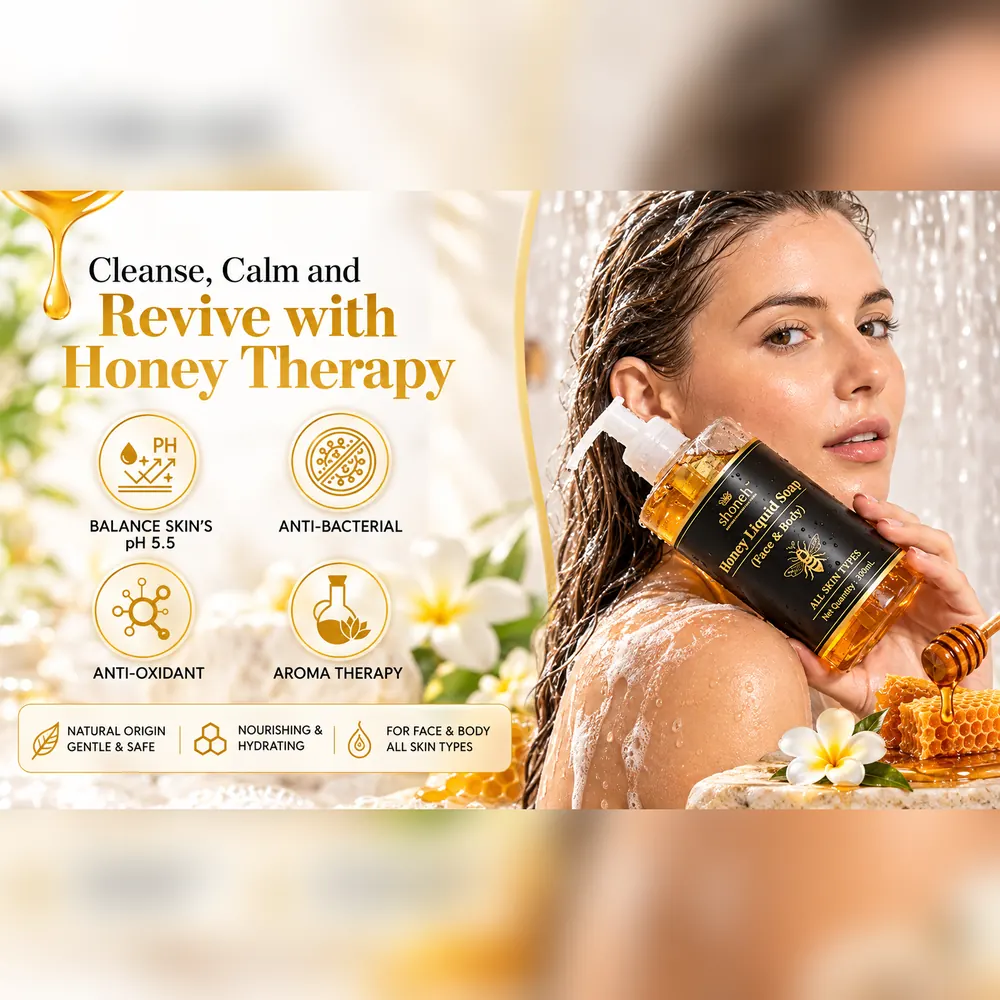 Cleanse, Calm and
Revive with
Honey Therapy
PH
BALANCE SKIN'S
pH 5.5
ANTI-BACTERIAL
ANTI-OXIDANT
AROMA THERAPY
NATURAL ORIGIN
GENTLE & SAFE
NOURISHING &
HYDRATING
FOR FACE & BODY
ALL SKIN TYPES
shoneh™
Honey Liquid Soap
(Face & Body)
ALL SKIN TYPES
Net Quantity: 300mL